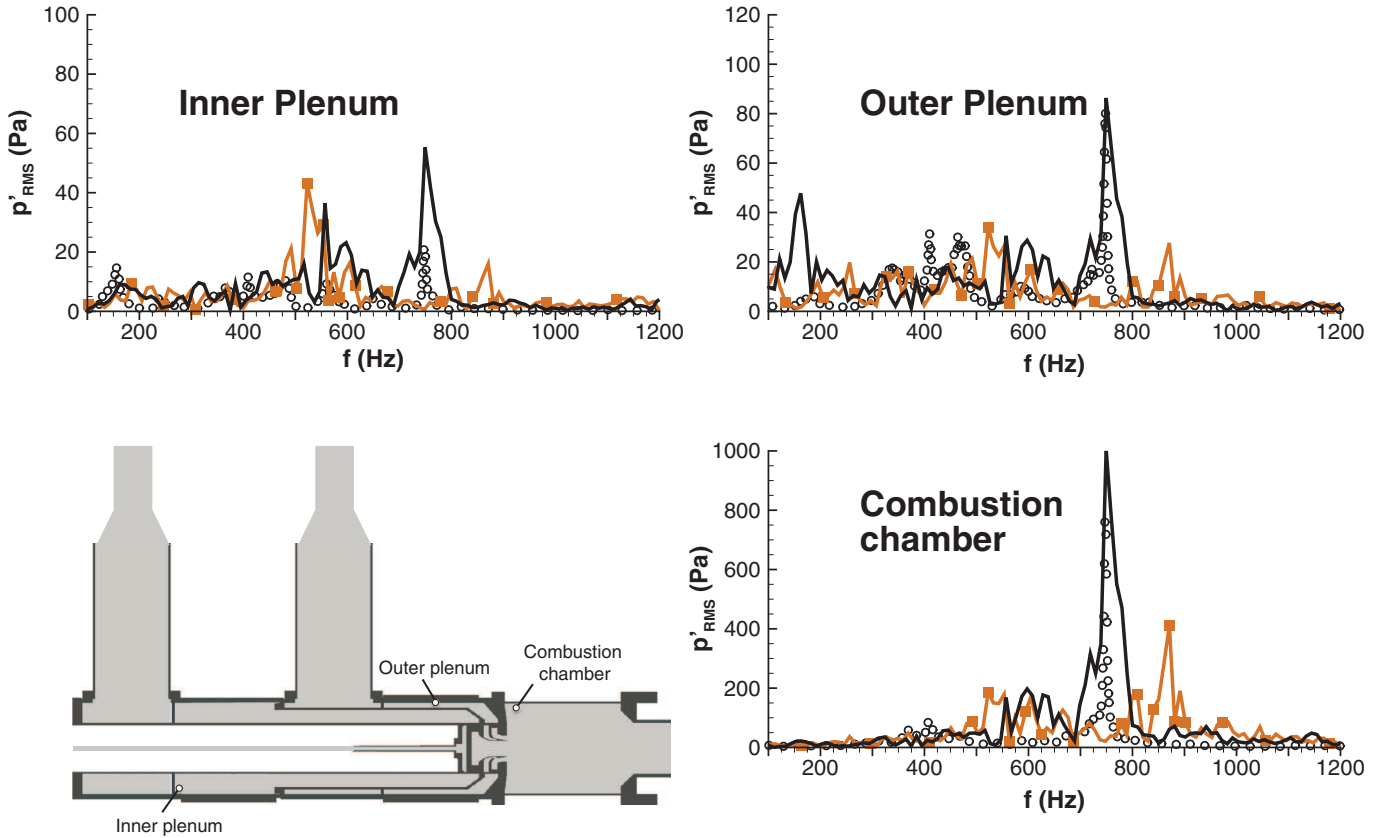 100
80
60
40
20
0
p'RMS (Pa)
Inner Plenum
200 400 600 800 1000 1200
f (Hz)
120
100
80
60
40
20
0
p'RMS (Pa)
Outer Plenum
200 400 600 800 1000 1200
f (Hz)
Outer plenum
Combustion
chamber
Inner plenum
1000
800
600
400
200
0
p'RMS (Pa)
Combustion
chamber
200 400 600 800 1000 1200
f (Hz)